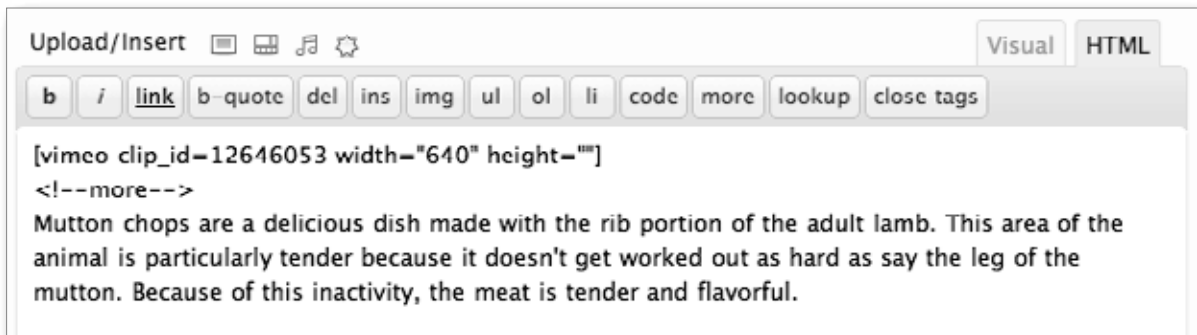 Upload/Insert
Visual HTML
b i link b-quote del ins img ul ol li code more lookup close tags
[vimeo clip_id=12646053 width="640" height=""]
<!--more-->
Mutton chops are a delicious dish made with the rib portion of the adult lamb. This area of the
animal is particularly tender because it doesn't get worked out as hard as say the leg of the
mutton. Because of this inactivity, the meat is tender and flavorful.